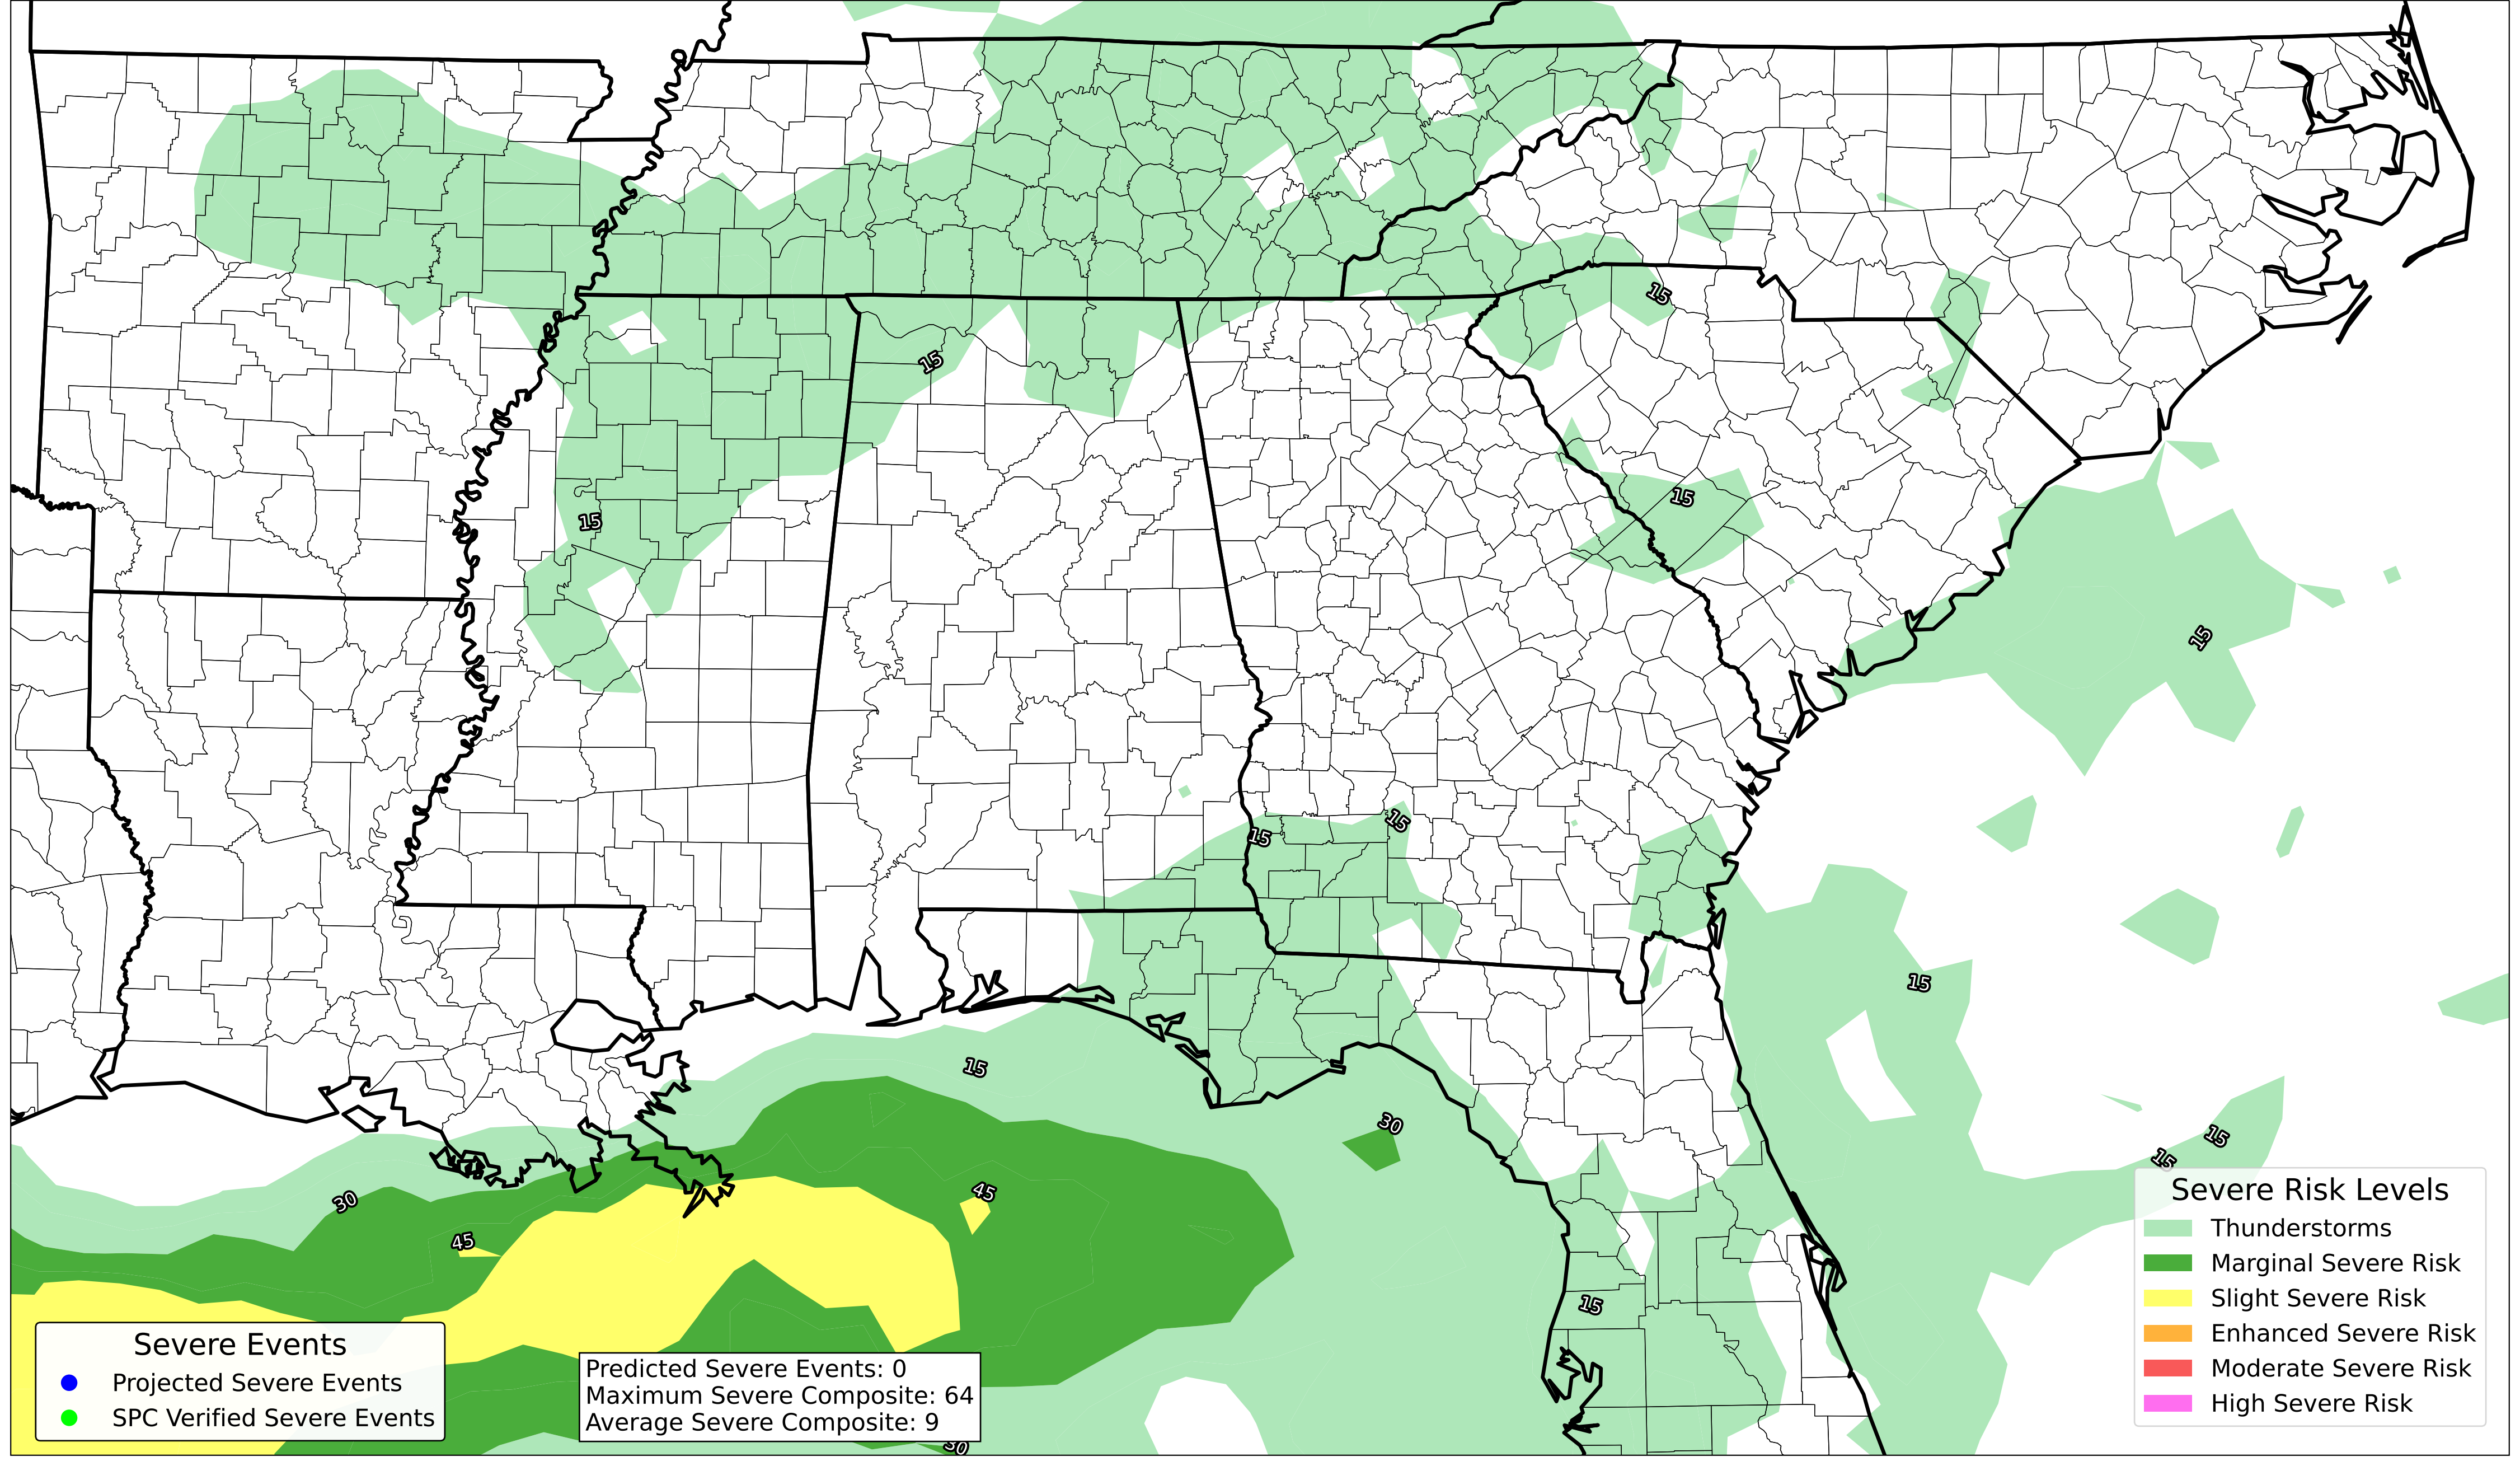 15
15
15
15
15
15
15
15
15
30
15
15
30
45
45
15
30
Severe Risk Levels
Thunderstorms
Marginal Severe Risk
Slight Severe Risk
Enhanced Severe Risk
Moderate Severe Risk
High Severe Risk
Severe Events
Projected Severe Events
SPC Verified Severe Events
Predicted Severe Events: 0
Maximum Severe Composite: 64
Average Severe Composite: 9